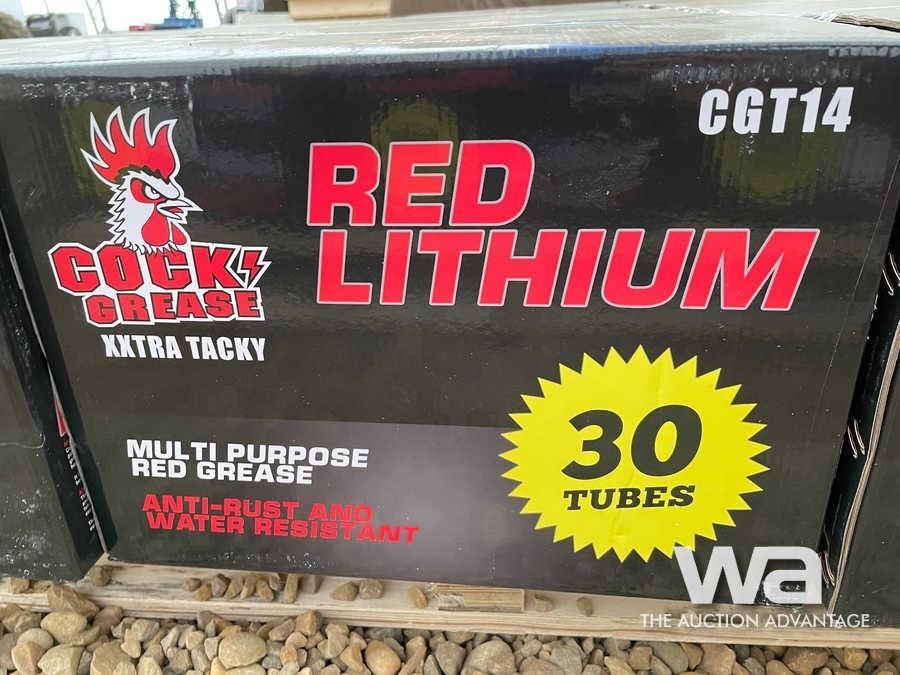 CGT14
RED
LITHIUM
COCK
GREASE
XXTRA TACKY
30
TUBES
MULTI PURPOSE
RED GREASE
ANTI-RUST AND
WATER RESISTANT
wa
THE AUCTION ADVANTAGE